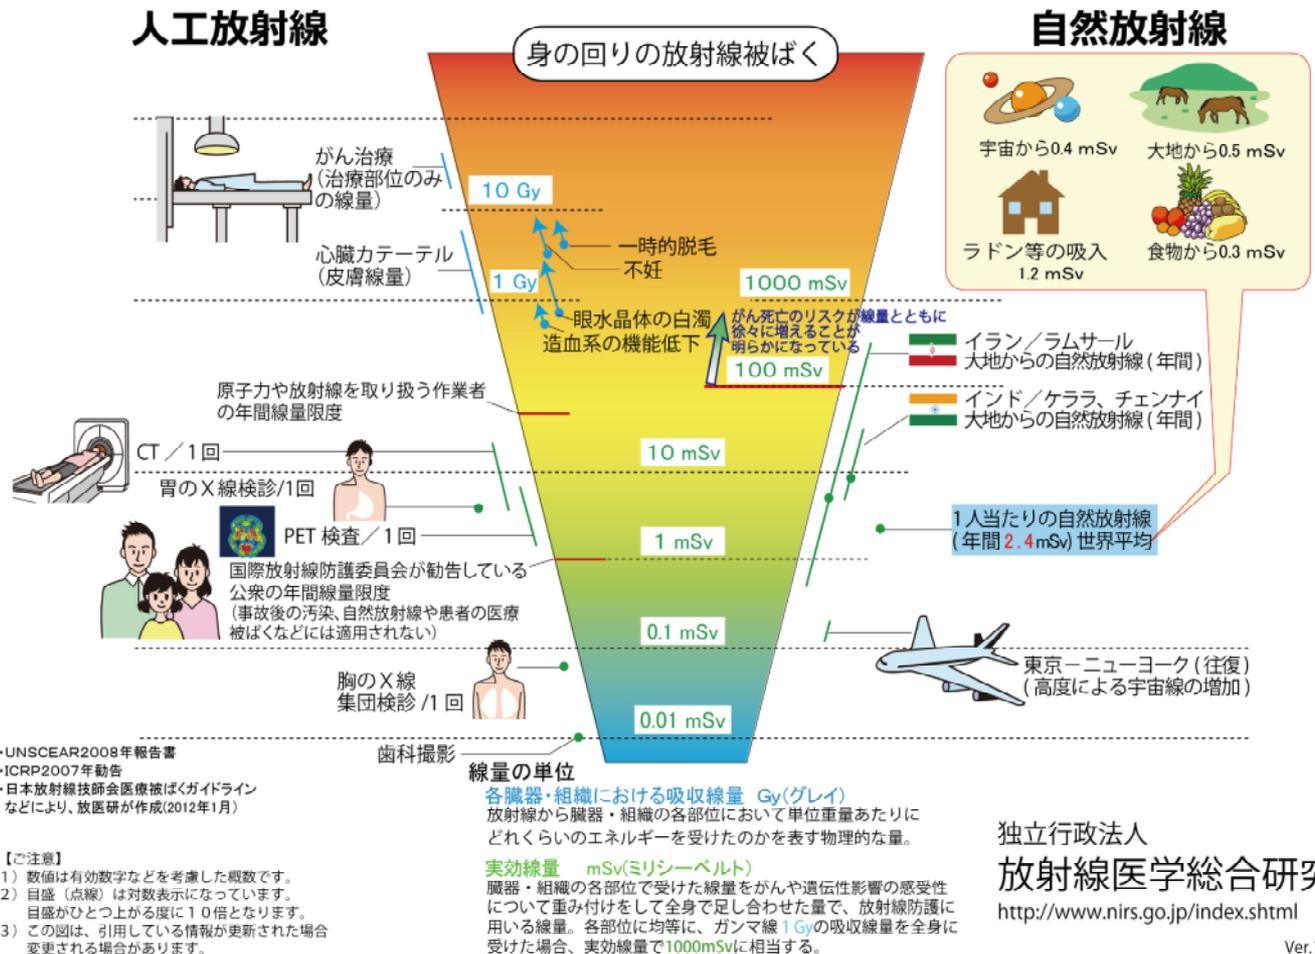 人工放射線
身の回りの放射線被ばく
自然放射線
宇宙から0.4 mSv
大地から0.5 mSv
ラドン等の吸入
1.2 mSv
食物から0.3 mSv
がん治療
(治療部位のみ
の線量)
10 Gy
心臓カテーテル
(皮膚線量)
1 Gy
一時的脱毛
不妊
眼水晶体の白濁
造血系の機能低下
1000 mSv
がん死亡のリスクが線量とともに
徐々に増えることが
明らかになっている
100 mSv
イラン/ラムサール
大地からの自然放射線(年間)
インド/ケララ、チェンナイ
大地からの自然放射線(年間)
原子力や放射線を取り扱う作業者
の年間線量限度
CT/1回
10 mSv
胃のX線検診/1回
PET検査/1回
1 mSv
1人当たりの自然放射線
(年間2.4mSv)世界平均
国際放射線防護委員会が勧告している
公衆の年間線量限度
(事故後の汚染、自然放射線や患者の医療
被ばくなどには適用されない)
0.1 mSv
東京−ニューヨーク(往復)
(高度による宇宙線の増加)
胸のX線
集団検診/1回
0.01 mSv
歯科撮影
・UNSCEAR2008年報告書
・ICRP2007年勧告
・日本放射線技師会医療被ばくガイドライン
などにより、放医研が作成(2012年1月)
線量の単位
各臓器・組織における吸収線量 Gy(グレイ)
放射線から臓器・組織の各部位において単位重量あたりに
どれくらいのエネルギーを受けたのかを表す物理的な量。
実効線量 mSv(ミリシーベルト)
臓器・組織の各部位で受けた線量をがんや遺伝性影響の感受性
について重み付けをして全身で足し合わせた量で、放射線防護に
用いる線量。各部位に均等に、ガンマ線1Gyの吸収線量を全身に
受けた場合、実効線量で1000mSvに相当する。
【ご注意】
1)数値は有効数字などを考慮した概数です。
2)目盛(点線)は対数表示になっています。
目盛がひとつ上がる度に10倍となります。
3)この図は、引用している情報が更新された場合
変更される場合があります。
独立行政法人
放射線医学総合研究
http://www.nirs.go.jp/index.shtml
Ver.